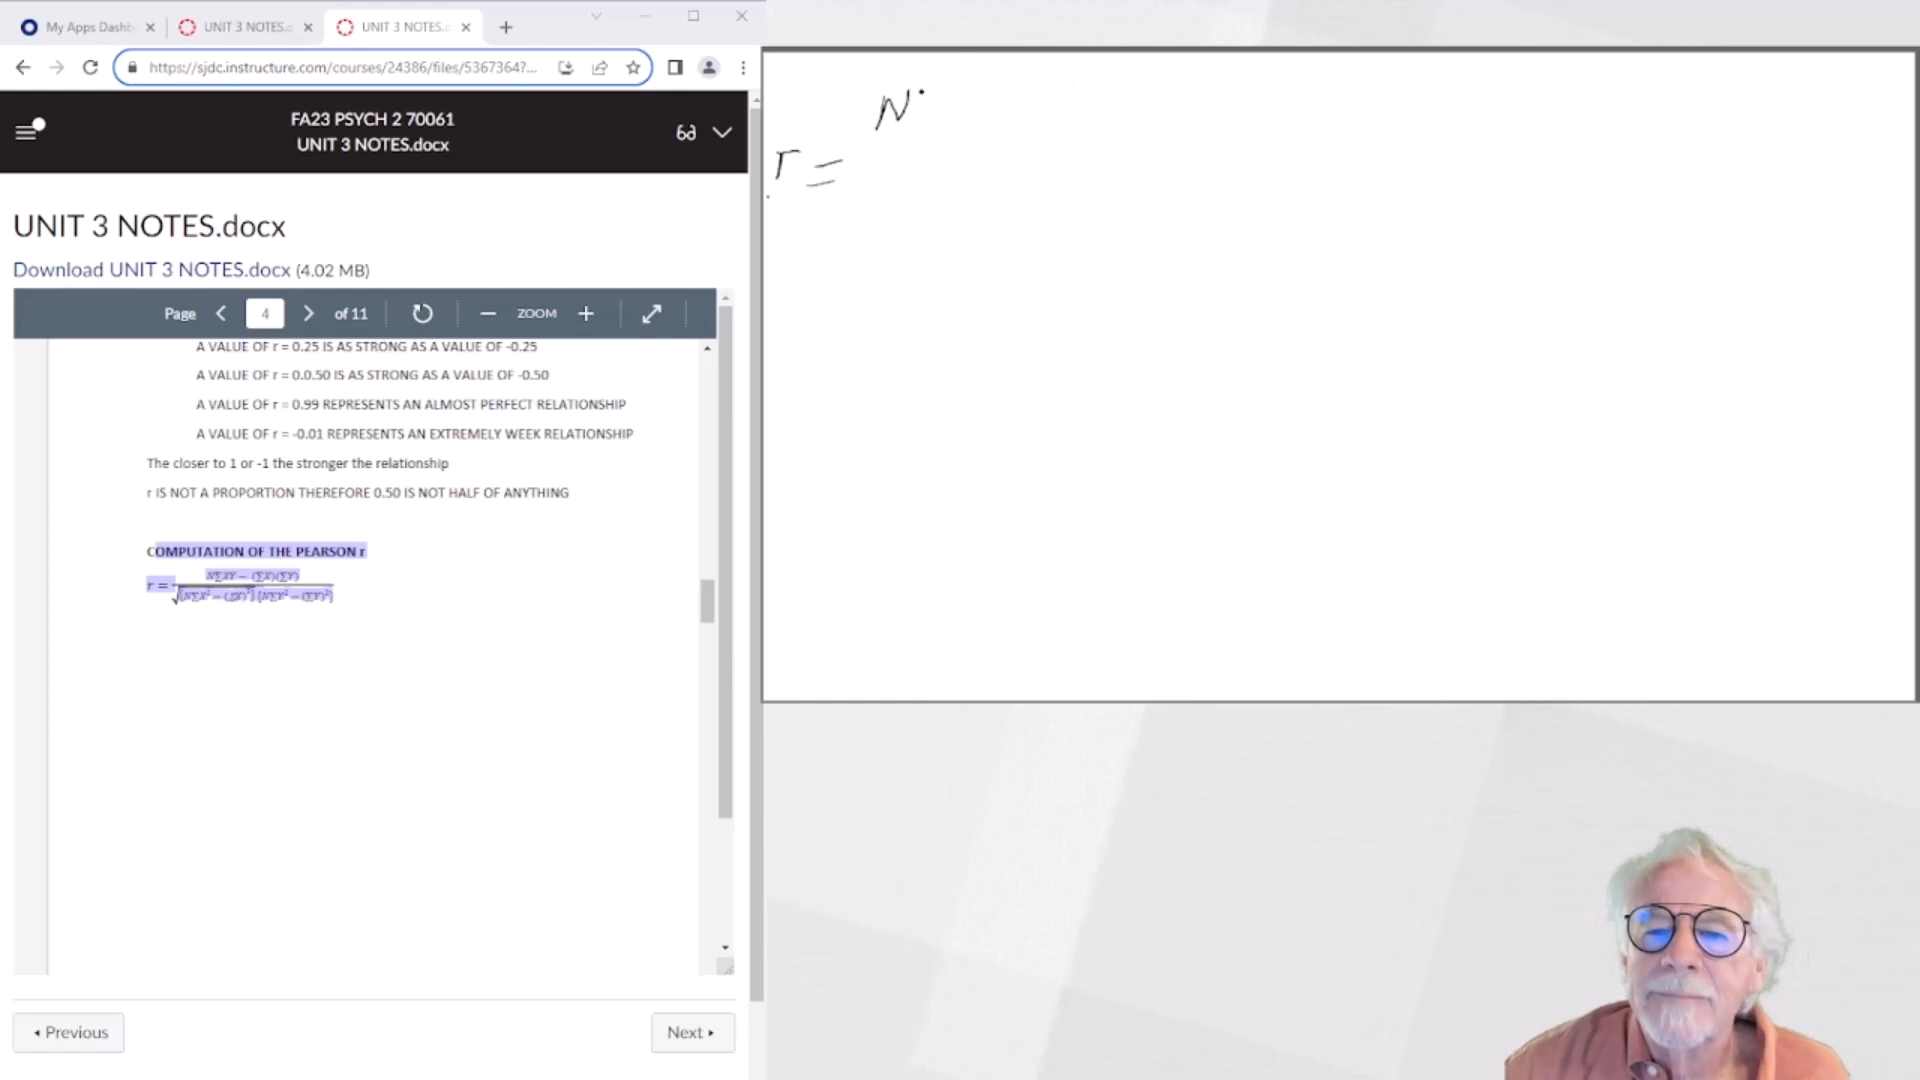 My Apps Dashb
UNIT 3 NOTES.
UNIT 3 NOTES.
https://sjdc.instructure.com/courses/24386/files/5367364?...
FA23 PSYCH 2 70061
UNIT 3 NOTES.docx
UNIT 3 NOTES.docx
Download UNIT 3 NOTES.docx (4.02 MB)
Page 4 of 11 ZOOM
A VALUE OF r = 0.25 IS AS STRONG AS A VALUE OF -0.25
A VALUE OF r = 0.0.50 IS AS STRONG AS A VALUE OF -0.50
A VALUE OF r = 0.99 REPRESENTS AN ALMOST PERFECT RELATIONSHIP
A VALUE OF r = -0.01 REPRESENTS AN EXTREMELY WEEK RELATIONSHIP
The closer to 1 or -1 the stronger the relationship
r IS NOT A PROPORTION THEREFORE 0.50 IS NOT HALF OF ANYTHING
COMPUTATION OF THE PEARSON r
N∑XY − (∑X)(∑Y)
r =
√[N∑X² − (∑X)²] [N∑Y² − (∑Y)²]
Previous
Next
N
r =